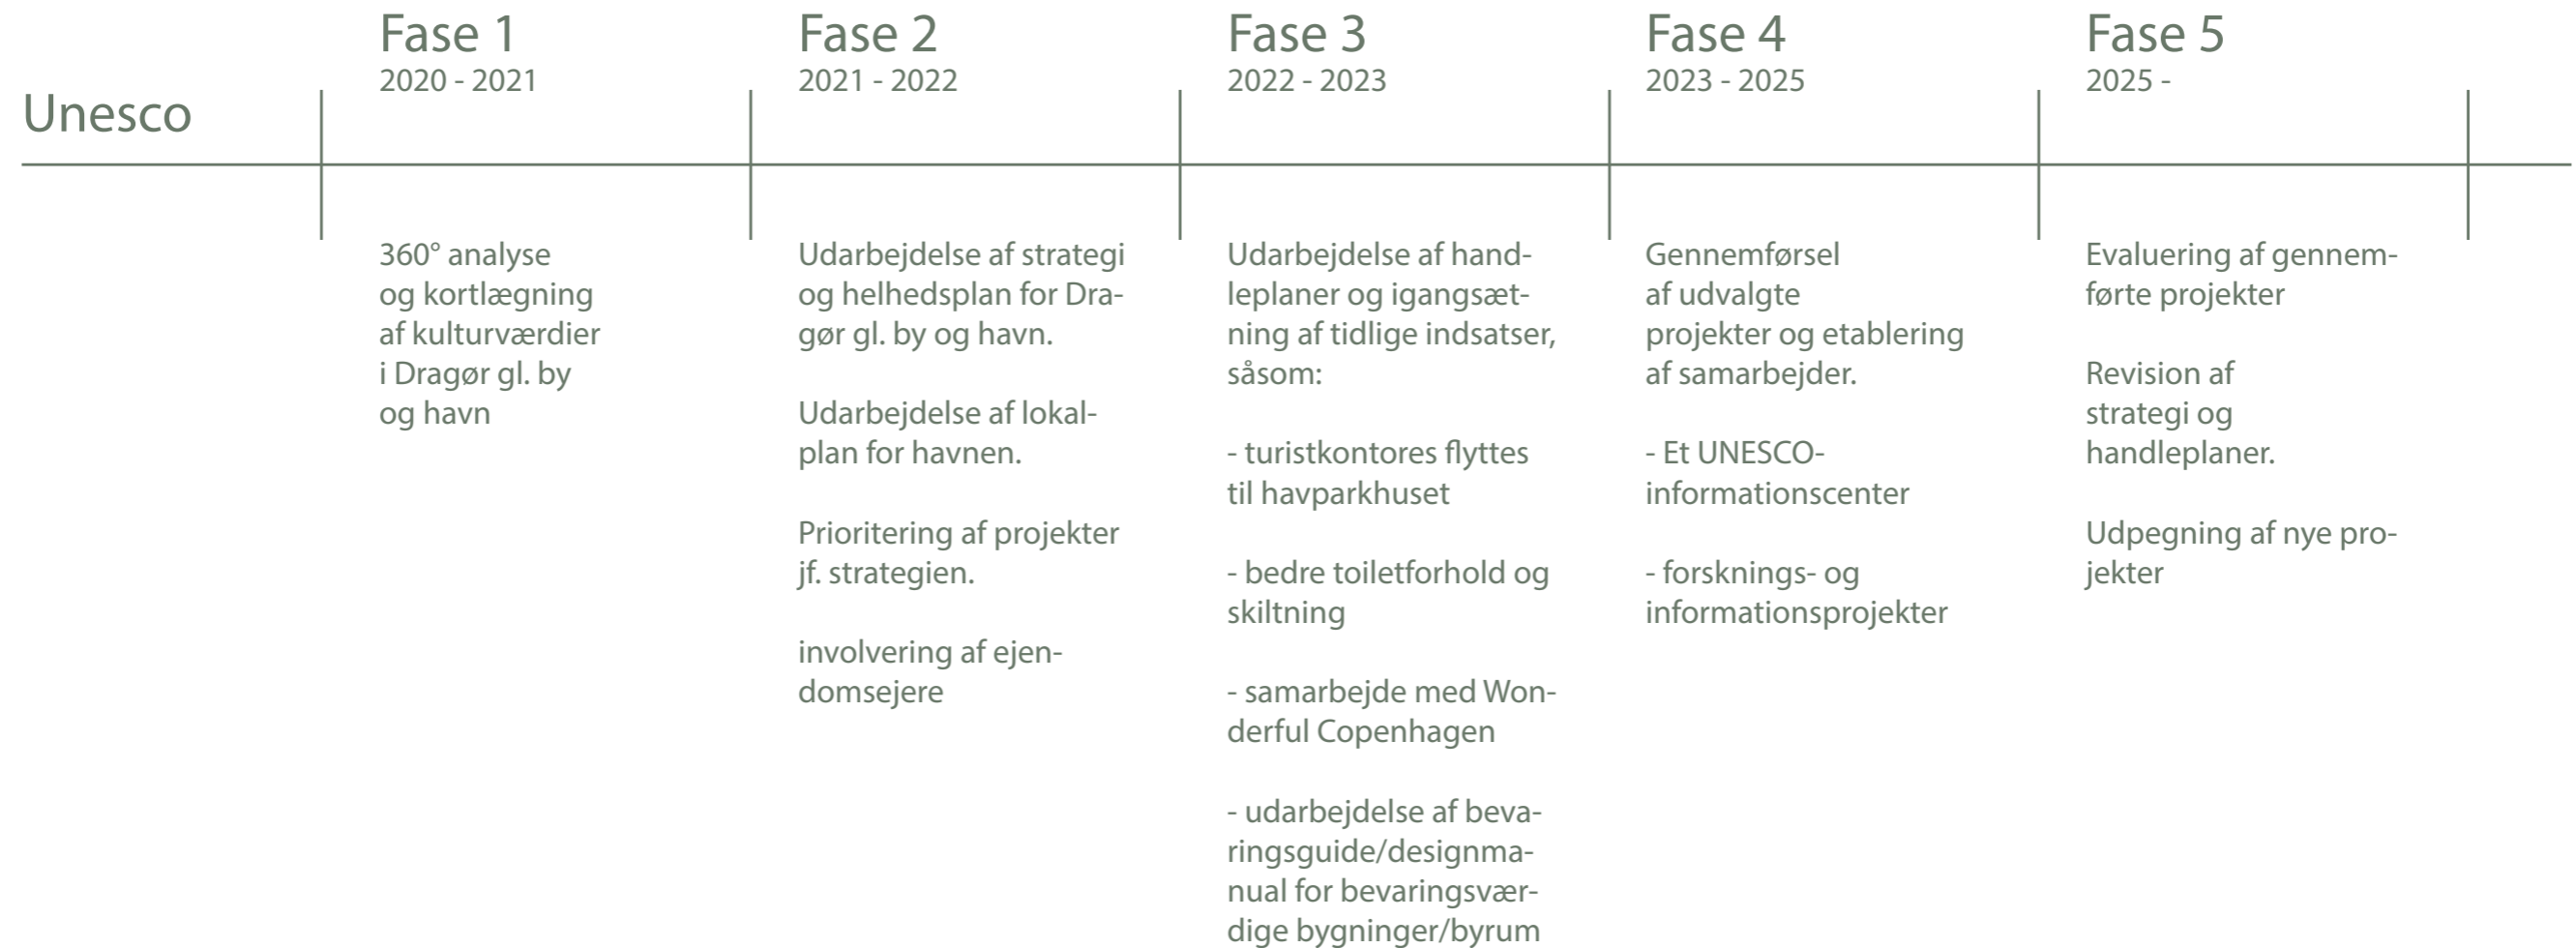 Unesco
Fase 1
2020 - 2021
360° analyse
og kortlægning
af kulturværdier
i Dragør gl. by
og havn
Fase 2
2021 - 2022
Udarbejdelse af strategi
og helhedsplan for Dra-
gør gl. by og havn.
Udarbejdelse af lokal-
plan for havnen.
Prioritering af projekter
jf. strategien.
involvering af ejen-
domsejere
Fase 3
2022 - 2023
Udarbejdelse af hand-
leplaner og igangsæt-
ning af tidlige indsatser,
såsom:
- turistkontores flyttes
til havparkhuset
- bedre toiletforhold og
skiltning
- samarbejde med Won-
derful Copenhagen
- udarbejdelse af beva-
ringsguide/designma-
nual for bevaringsvær-
dige bygninger/byrum
Fase 4
2023 - 2025
Gennemførsel
af udvalgte
projekter og etablering
af samarbejder.
- Et UNESCO-
informationscenter
- forsknings- og
informationsprojekter
Fase 5
2025 -
Evaluering af gennem-
førte projekter
Revision af
strategi og
handleplaner.
Udpegning af nye pro-
jekter